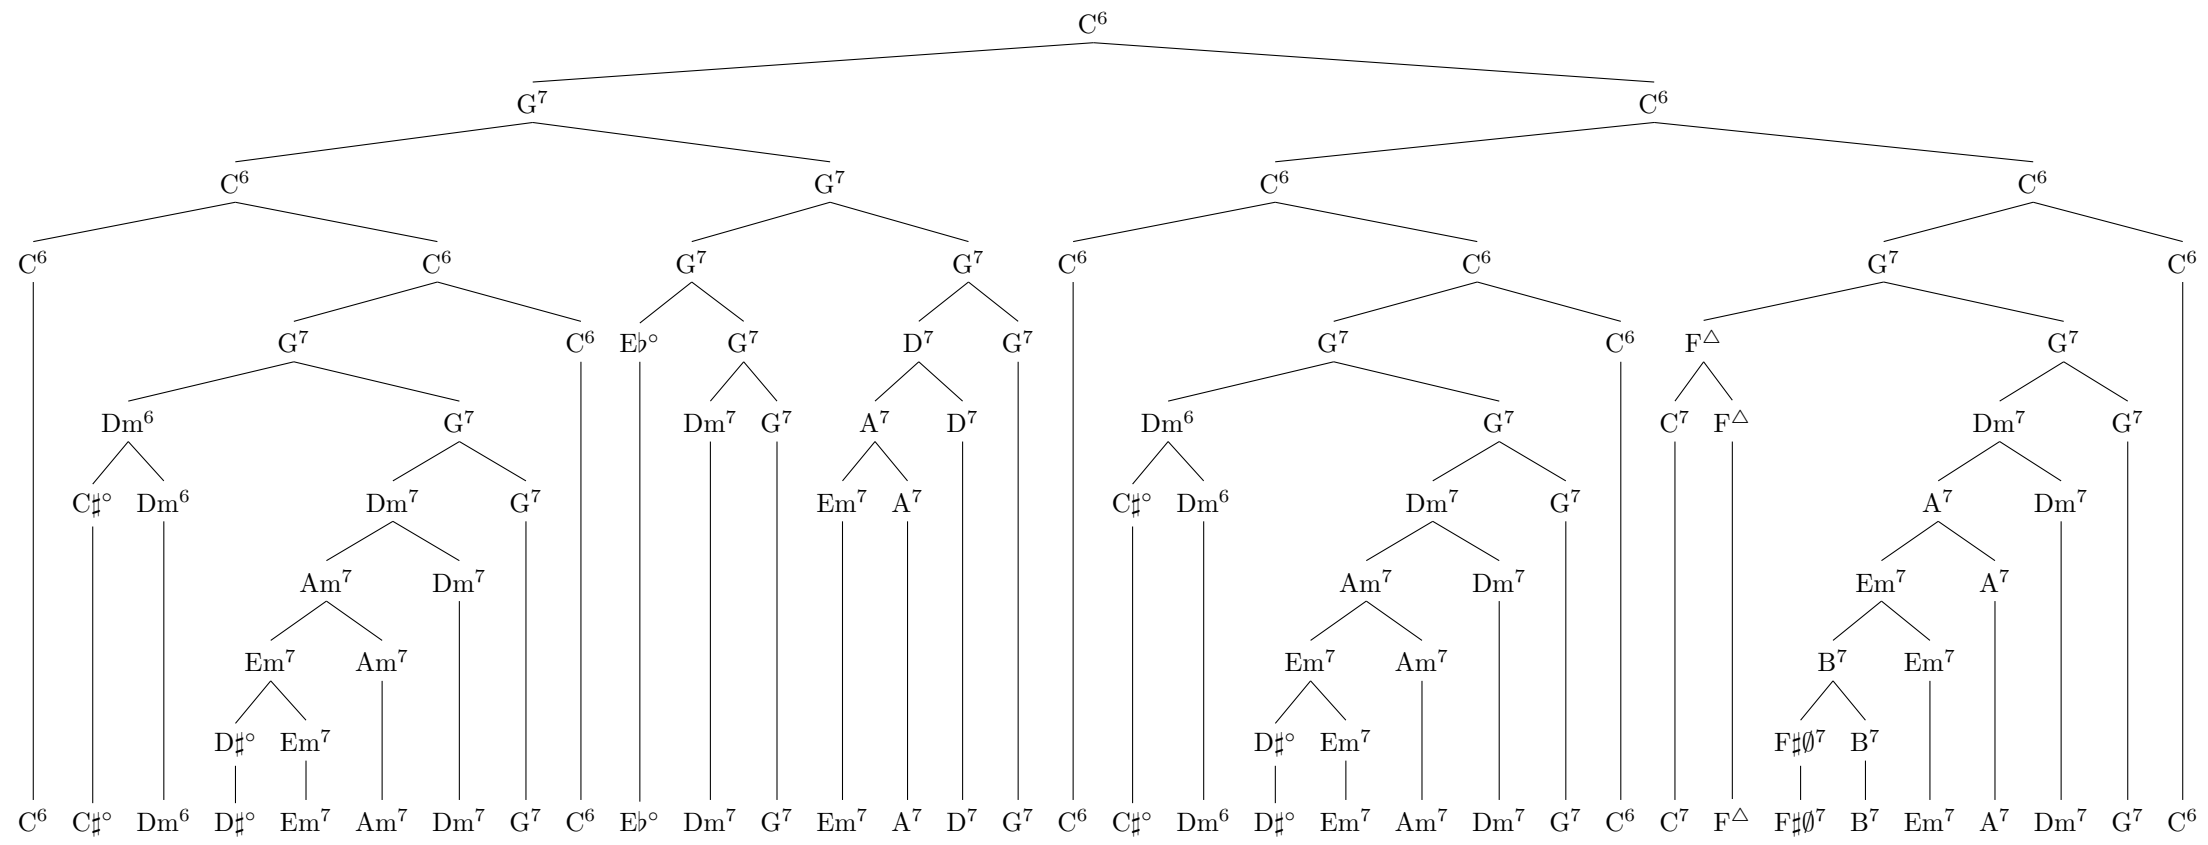 C⁶
G⁷ C⁶
C⁶ G⁷ C⁶ C⁶
C⁶ C⁶ G⁷ G⁷ C⁶ C⁶ G⁷ C⁶
G⁷ C⁶ E♭° G⁷ D⁷ G⁷ G⁷ C⁶ F△ G⁷
Dm⁶ G⁷ Dm⁷ G⁷ A⁷ D⁷ Dm⁶ G⁷ C⁷ F△ Dm⁷ G⁷
C♯° Dm⁶ Dm⁷ G⁷ Em⁷ A⁷ C♯° Dm⁶ Dm⁷ G⁷ A⁷ Dm⁷
Am⁷ Dm⁷ Am⁷ Dm⁷ Em⁷ A⁷
Em⁷ Am⁷ Em⁷ Am⁷ B⁷ Em⁷
D♯° Em⁷ D♯° Em⁷ F♯∅⁷ B⁷
C⁶ C♯° Dm⁶ D♯° Em⁷ Am⁷ Dm⁷ G⁷ C⁶ E♭° Dm⁷ G⁷ Em⁷ A⁷ D⁷ G⁷ C⁶ C♯° Dm⁶ D♯° Em⁷ Am⁷ Dm⁷ G⁷ C⁶ C⁷ F△ F♯∅⁷ B⁷ Em⁷ A⁷ Dm⁷ G⁷ C⁶